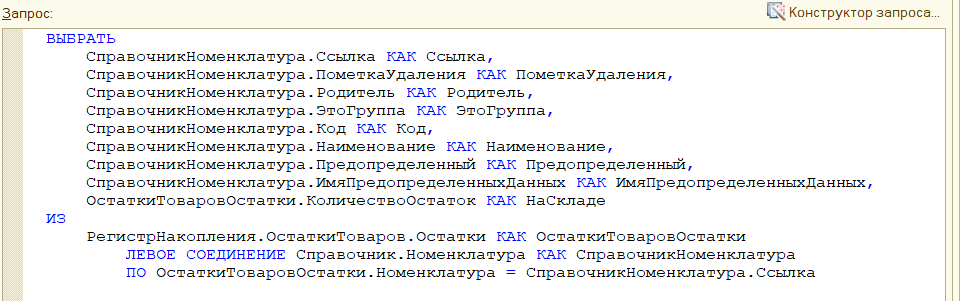 Запрос:
Конструктор запроса...
ВЫБРАТЬ
СправочникНоменклатура.Ссылка КАК Ссылка,
СправочникНоменклатура.ПометкаУдаления КАК ПометкаУдаления,
СправочникНоменклатура.Родитель КАК Родитель,
СправочникНоменклатура.ЭтоГруппа КАК ЭтоГруппа,
СправочникНоменклатура.Код КАК Код,
СправочникНоменклатура.Наименование КАК Наименование,
СправочникНоменклатура.Предопределенный КАК Предопределенный,
СправочникНоменклатура.ИмяПредопределенныхДанных КАК ИмяПредопределенныхДанных,
ОстаткиТоваровОстатки.КоличествоОстаток КАК НаСкладе
ИЗ
РегистрНакопления.ОстаткиТоваров.Остатки КАК ОстаткиТоваровОстатки
ЛЕВОЕ СОЕДИНЕНИЕ Справочник.Номенклатура КАК СправочникНоменклатура
ПО ОстаткиТоваровОстатки.Номенклатура = СправочникНоменклатура.Ссылка